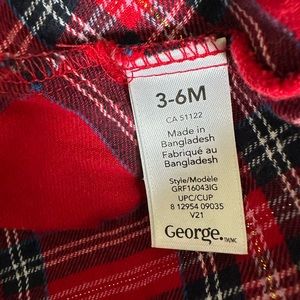 3-6M
CA 51122
Made in
Bangladesh
Fabriqué au
Bangladesh
Style/Modèle
GRF16043IG
UPC/CUP
8 12954 09035
V21
George.